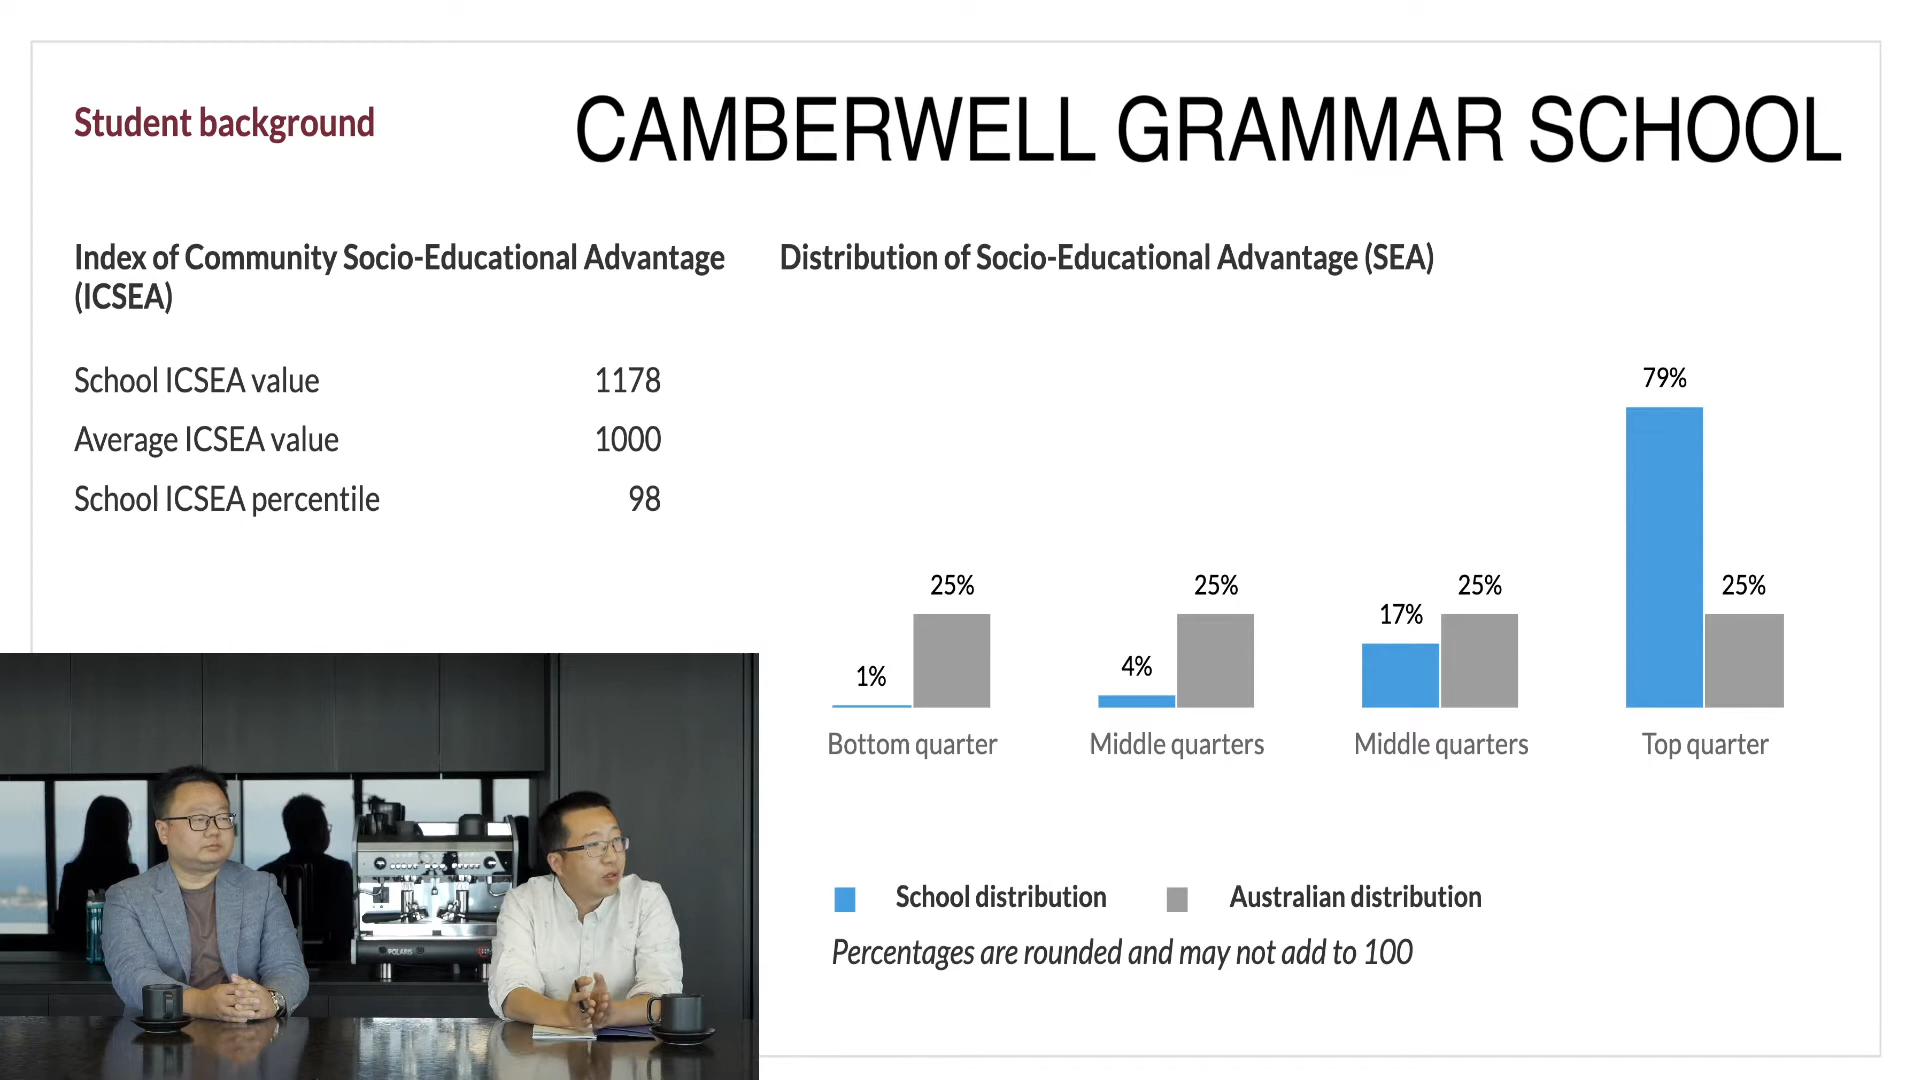 Student background
CAMBERWELL GRAMMAR SCHOOL
Index of Community Socio-Educational Advantage
(ICSEA)
School ICSEA value 1178
Average ICSEA value 1000
School ICSEA percentile 98
Distribution of Socio-Educational Advantage (SEA)
1% 25% 4% 25% 17% 25% 79% 25%
Bottom quarter Middle quarters Middle quarters Top quarter
School distribution Australian distribution
Percentages are rounded and may not add to 100
POLARIS